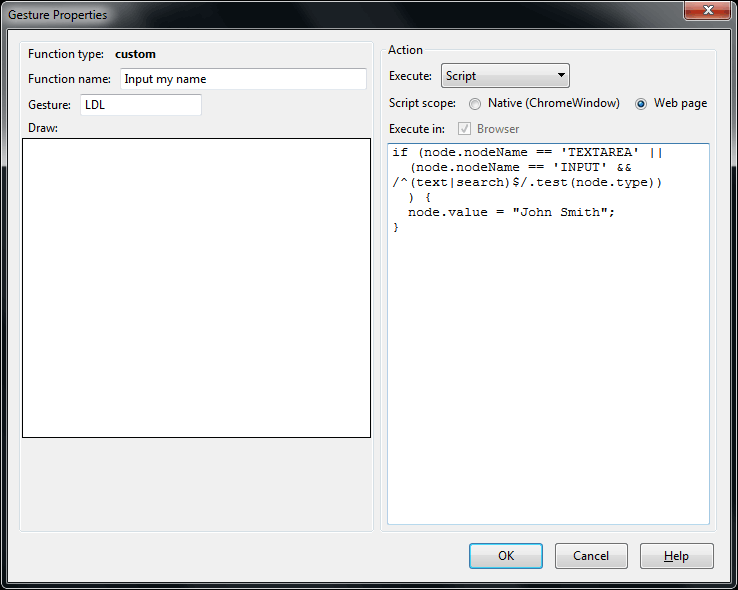 Gesture Properties
Function type: custom
Function name: Input my name
Gesture: LDL
Draw:
Action
Execute: Script
Script scope: Native (ChromeWindow) Web page
Execute in: Browser
if (node.nodeName == 'TEXTAREA' ||
  (node.nodeName == 'INPUT' &&
/^(text|search)$/.test(node.type))
  ) {
  node.value = "John Smith";
}
OK Cancel Help